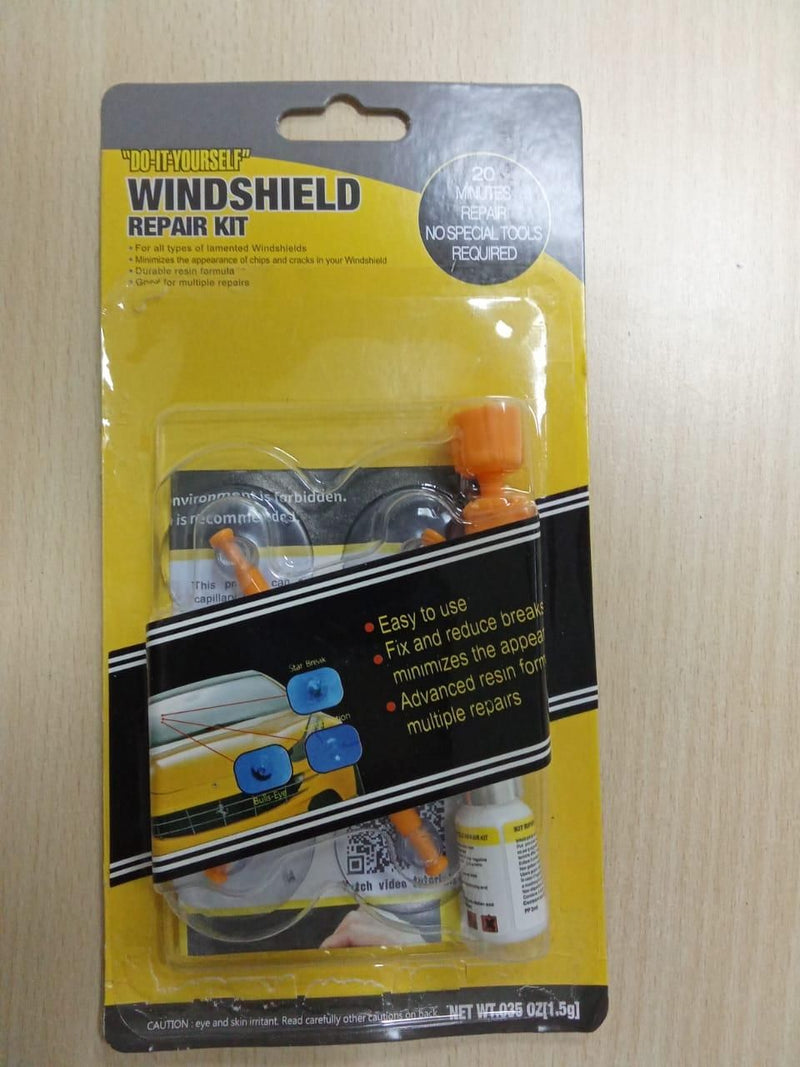 "DO-IT-YOURSELF"
WINDSHIELD
REPAIR KIT
• For all types of lamented Windshields
• Minimizes the appearance of chips and cracks in your Windshield
• Durable resin formula
• Good for multiple repairs
20
MINUTES
REPAIR
NO SPECIAL TOOLS
REQUIRED
nvironment is forbidden.
is recommended.
This can
capillar
• Easy to use
• Fix and reduce breaks
minimizes the appear
• Advanced resin form
multiple repairs
Star Break
Bulls-Eye
tch video
CAUTION : eye and skin irritant. Read carefully other cautions on back
NET WT.035 OZ[1.5g]